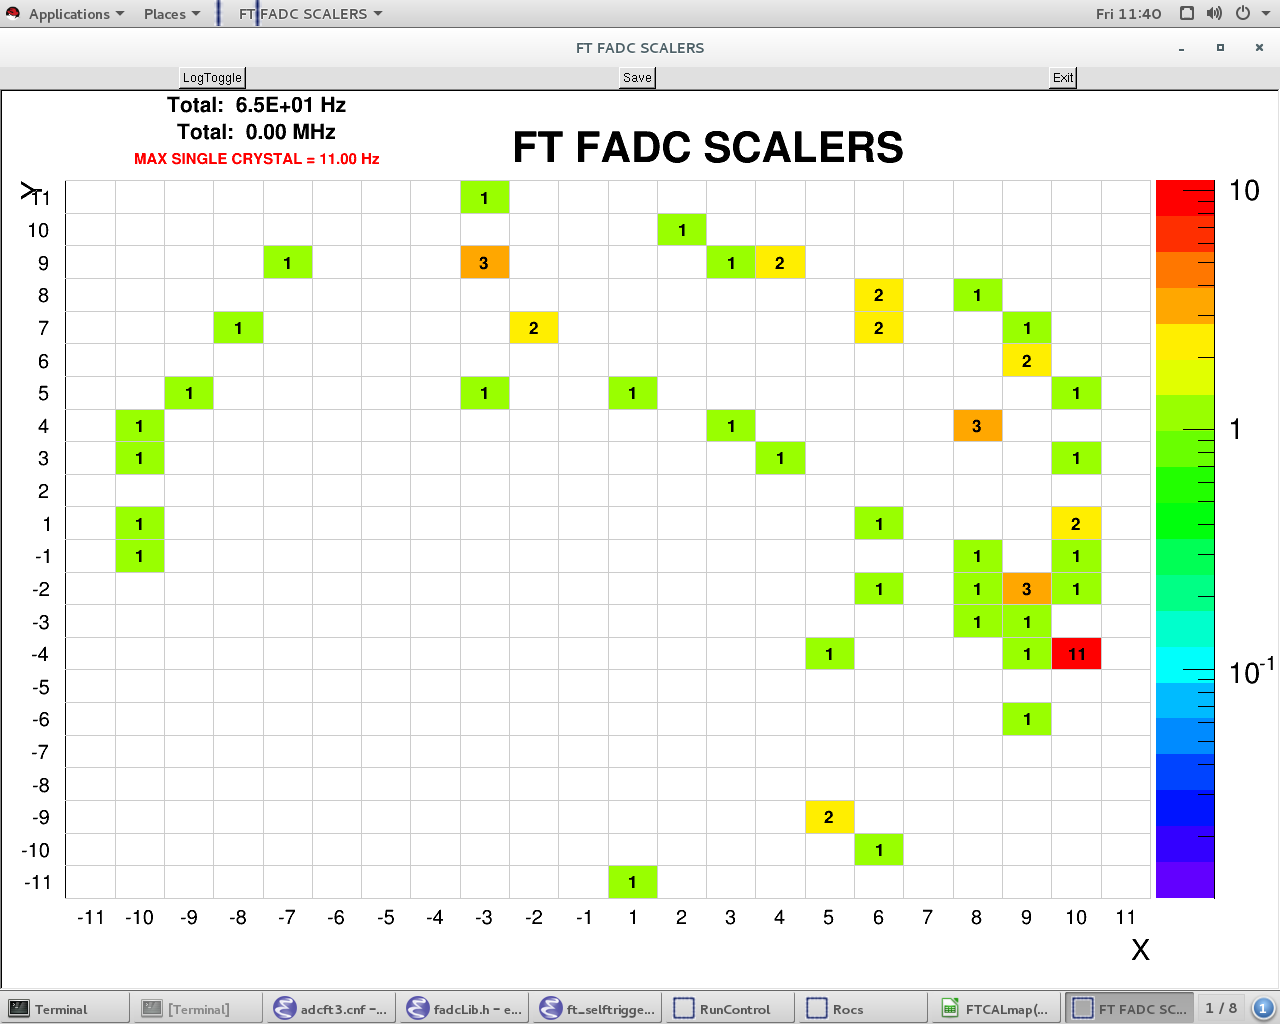 Applications Places FT FADC SCALERS Fri 11:40
FT FADC SCALERS
LogToggle Save Exit
Total: 6.5E+01 Hz
Total: 0.00 MHz
MAX SINGLE CRYSTAL = 11.00 Hz
FT FADC SCALERS
Y
11 1 10
10 1
9 1 3 1 2
8 2 1
7 1 2 2 1
6 2
5 1 1 1 1
4 1 1 3 1
3 1 1 1
2
1 1 1 2
-1 1 1 1
-2 1 1 3 1
-3 1 1
-4 1 1 11 10-1
-5
-6 1
-7
-8
-9 2
-10 1
-11 1
-11 -10 -9 -8 -7 -6 -5 -4 -3 -2 -1 1 2 3 4 5 6 7 8 9 10 11
X
Terminal [Terminal] adcft3.cnf –... fadcLib.h – e... ft_selftrigge... RunControl Rocs FTCALmap(... FT FADC SC... 1 / 8 1